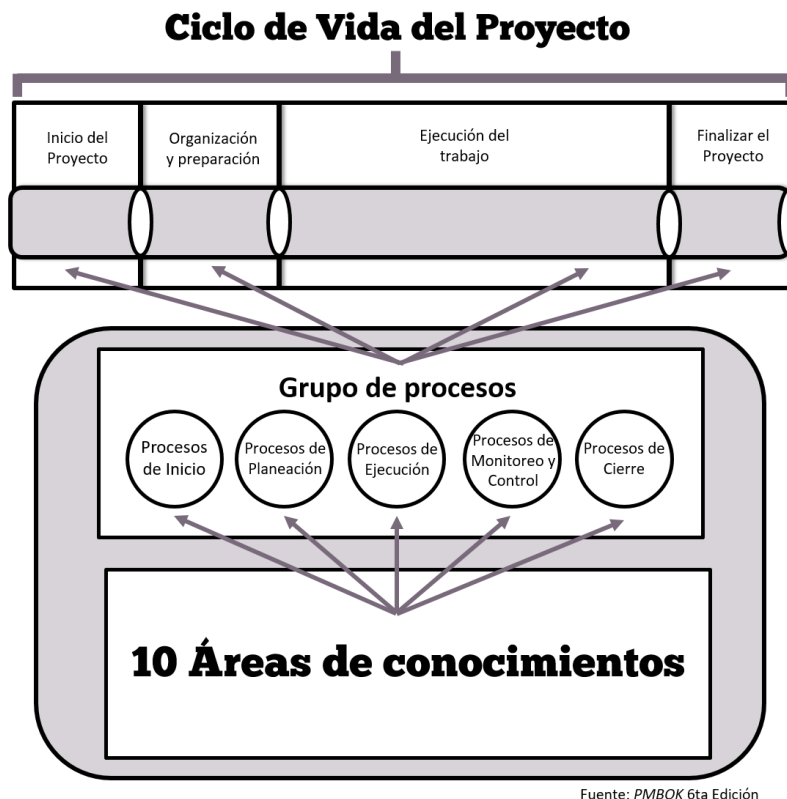 Ciclo de Vida del Proyecto
Inicio del
Proyecto
Organización
y preparación
Ejecución del
trabajo
Finalizar el
Proyecto
Grupo de procesos
Procesos
de Inicio
Procesos de
Planeación
Procesos de
Ejecución
Procesos de
Monitoreo y
Control
Procesos de
Cierre
10 Áreas de conocimientos
Fuente: PMBOK 6ta Edición